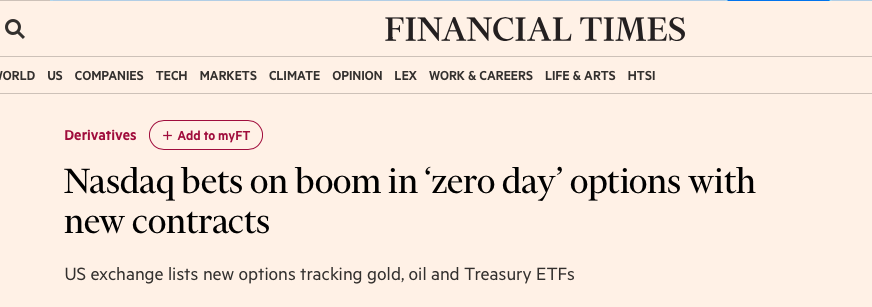 FINANCIAL TIMES
US COMPANIES TECH MARKETS CLIMATE OPINION LEX WORK & CAREERS LIFE & ARTS HTSI
Derivatives + Add to myFT
Nasdaq bets on boom in ‘zero day’ options with
new contracts
US exchange lists new options tracking gold, oil and Treasury ETFs